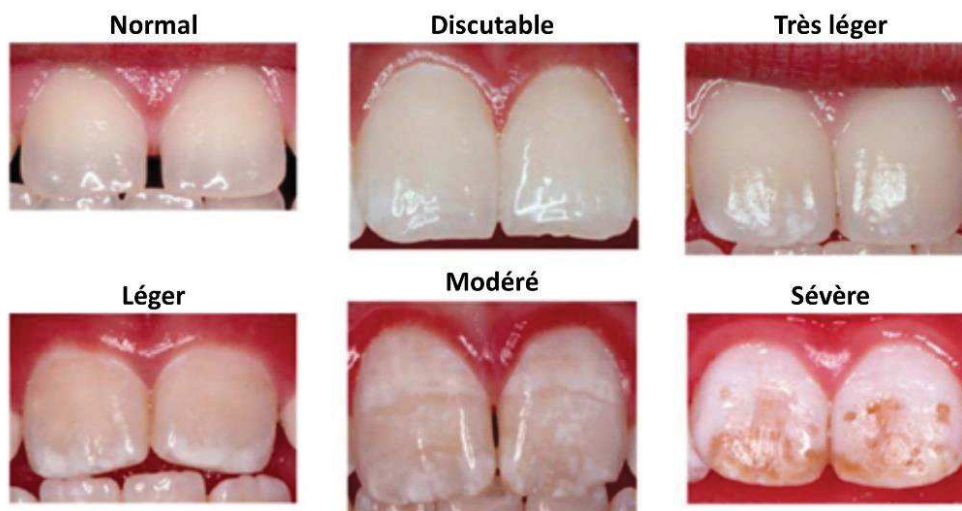 Normal
Discutable
Très léger
Léger
Modéré
Sévère